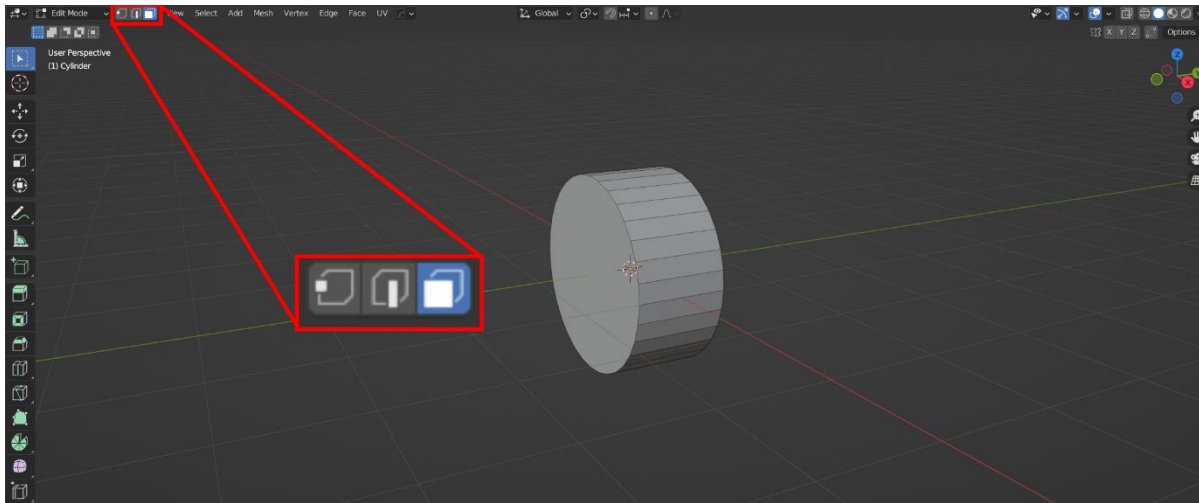 Edit Mode View Select Add Mesh Vertex Edge Face UV Global
X Y Z Options
User Perspective
(1) Cylinder
Z
X